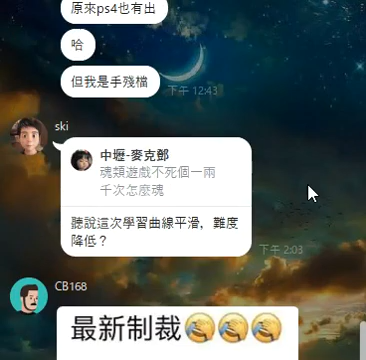 原來ps4也有出
哈
但我是手殘檔
下午 12:43
ski
中壢-麥克鄧
魂類遊戲不死個一兩
千次怎麼魂
聽說這次學習曲線平滑，難度
降低？
下午 2:03
CB168
最新制裁🤣🤣🤣